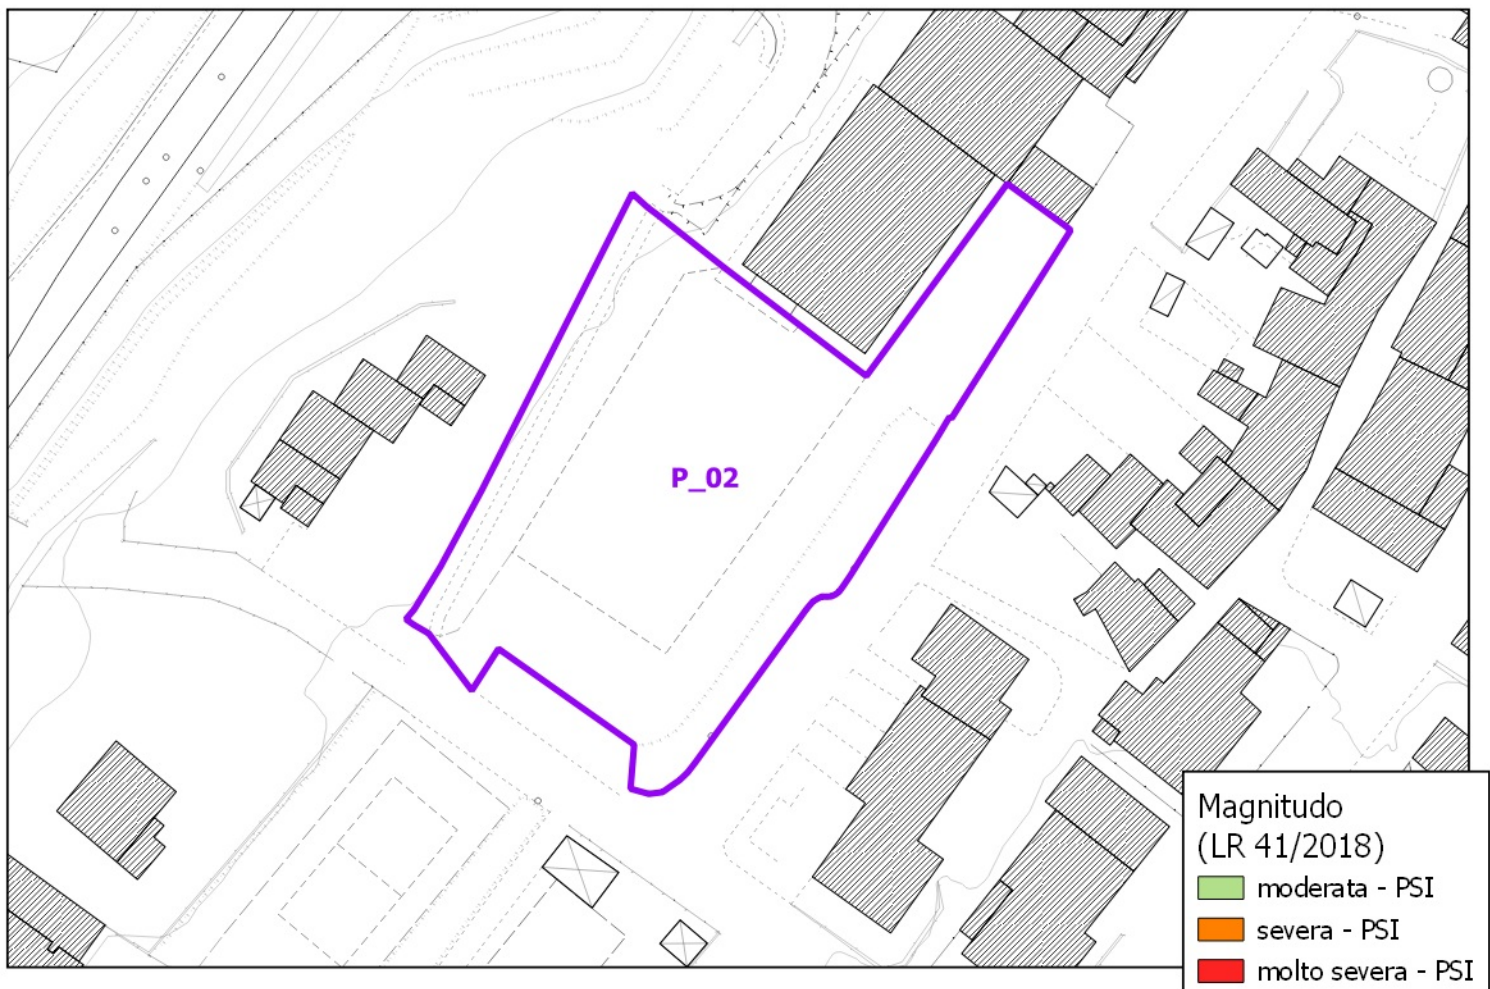 P_02
Magnitudo
(LR 41/2018)
moderata - PSI
severa - PSI
molto severa - PSI